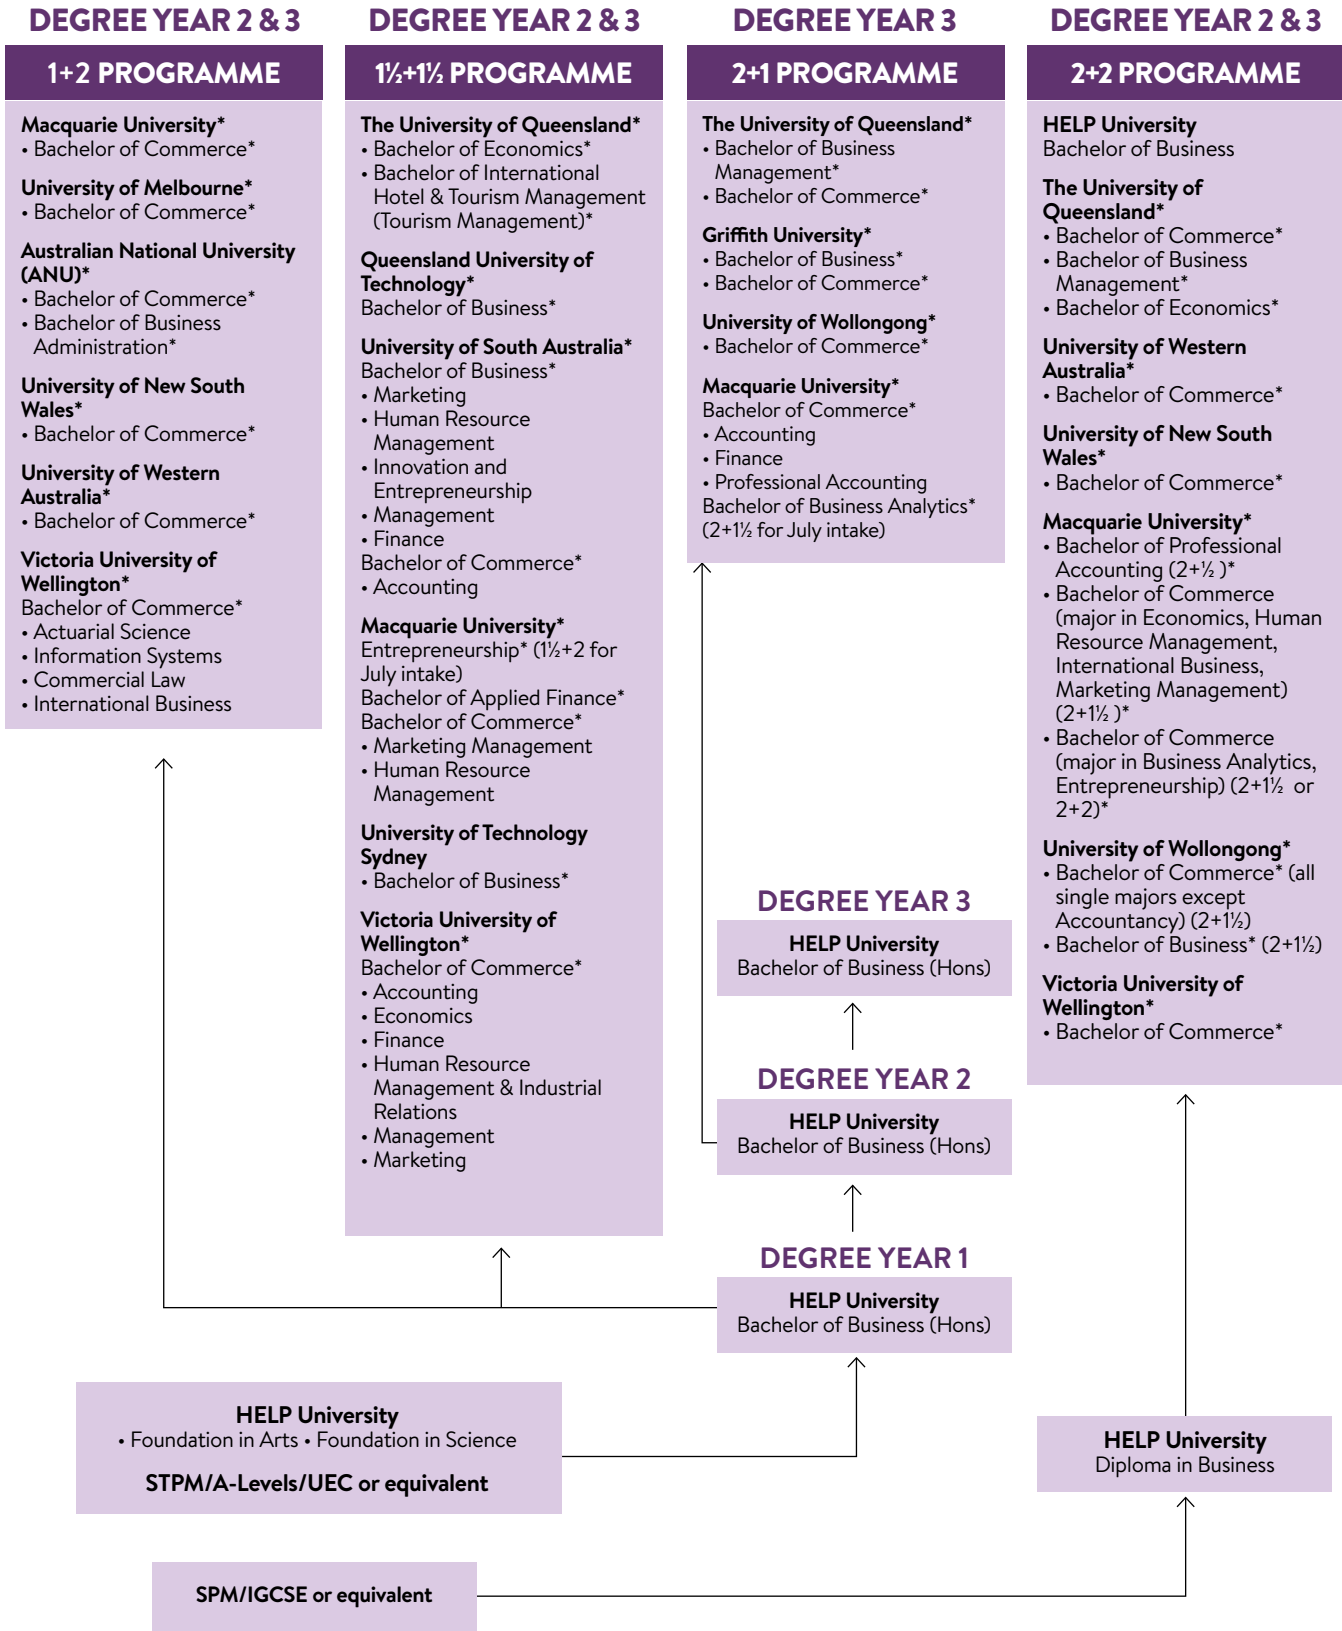 DEGREE YEAR 2 & 3
1+2 PROGRAMME
Macquarie University*
• Bachelor of Commerce*
University of Melbourne*
• Bachelor of Commerce*
Australian National University
(ANU)*
• Bachelor of Commerce*
• Bachelor of Business
Administration*
University of New South
Wales*
• Bachelor of Commerce*
University of Western
Australia*
• Bachelor of Commerce*
Victoria University of
Wellington*
Bachelor of Commerce*
• Actuarial Science
• Information Systems
• Commercial Law
• International Business
DEGREE YEAR 2 & 3
1½+1½ PROGRAMME
The University of Queensland*
• Bachelor of Economics*
• Bachelor of International
Hotel & Tourism Management
(Tourism Management)*
Queensland University of
Technology*
Bachelor of Business*
University of South Australia*
Bachelor of Business*
• Marketing
• Human Resource
Management
• Innovation and
Entrepreneurship
• Management
• Finance
Bachelor of Commerce*
• Accounting
Macquarie University*
Entrepreneurship* (1½+2 for
July intake)
Bachelor of Applied Finance*
Bachelor of Commerce*
• Marketing Management
• Human Resource
Management
University of Technology
Sydney
• Bachelor of Business*
Victoria University of
Wellington*
Bachelor of Commerce*
• Accounting
• Economics
• Finance
• Human Resource
Management & Industrial
Relations
• Management
• Marketing
DEGREE YEAR 3
2+1 PROGRAMME
The University of Queensland*
• Bachelor of Business
Management*
• Bachelor of Commerce*
Griffith University*
• Bachelor of Business*
• Bachelor of Commerce*
University of Wollongong*
• Bachelor of Commerce*
Macquarie University*
Bachelor of Commerce*
• Accounting
• Finance
• Professional Accounting
Bachelor of Business Analytics*
(2+1½ for July intake)
DEGREE YEAR 2 & 3
2+2 PROGRAMME
HELP University
Bachelor of Business
The University of
Queensland*
• Bachelor of Commerce*
• Bachelor of Business
Management*
• Bachelor of Economics*
University of Western
Australia*
• Bachelor of Commerce*
University of New South
Wales*
• Bachelor of Commerce*
Macquarie University*
• Bachelor of Professional
Accounting (2+½ )*
• Bachelor of Commerce
(major in Economics, Human
Resource Management,
International Business,
Marketing Management)
(2+1½ )*
• Bachelor of Commerce
(major in Business Analytics,
Entrepreneurship) (2+1½ or
2+2)*
University of Wollongong*
• Bachelor of Commerce* (all
single majors except
Accountancy) (2+1½)
• Bachelor of Business* (2+1½)
Victoria University of
Wellington*
• Bachelor of Commerce*
DEGREE YEAR 3
HELP University
Bachelor of Business (Hons)
DEGREE YEAR 2
HELP University
Bachelor of Business (Hons)
DEGREE YEAR 1
HELP University
Bachelor of Business (Hons)
HELP University
• Foundation in Arts • Foundation in Science
STPM/A-Levels/UEC or equivalent
HELP University
Diploma in Business
SPM/IGCSE or equivalent